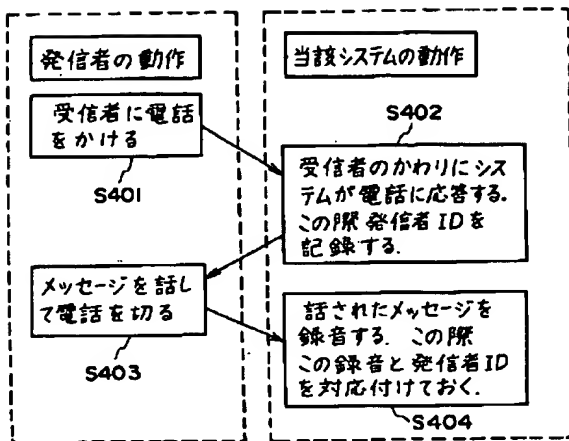 発信者の動作
当該システムの動作
受信者に電話
をかける
S401
S402
受信者のかわりにシス
テムが電話に応答する.
この際 発信者IDを
記録する.
メッセージを話し
て電話を切る
S403
話されたメッセージを
録音する. この際
この録音と発信者ID
を対応付けておく.
S404